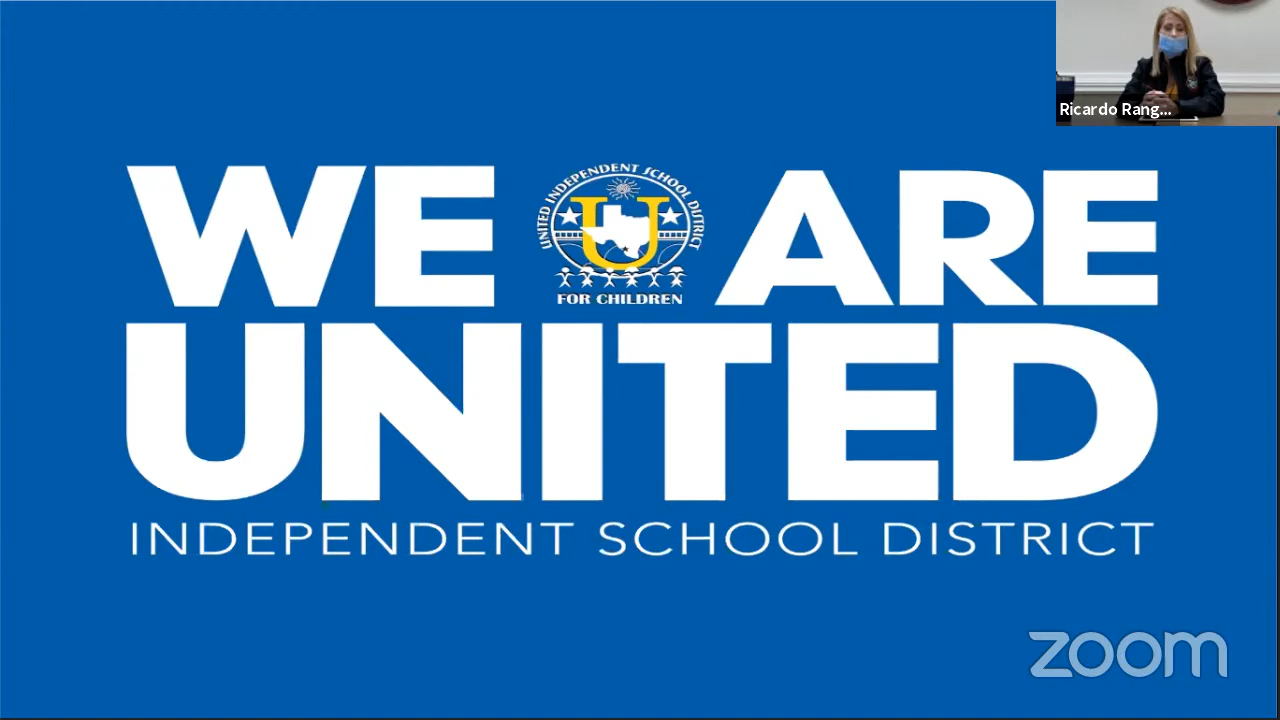 Ricardo Rang...
WE ARE
UNITED INDEPENDENT SCHOOL DISTRICT
U
FOR CHILDREN
UNITED
INDEPENDENT SCHOOL DISTRICT
zoom